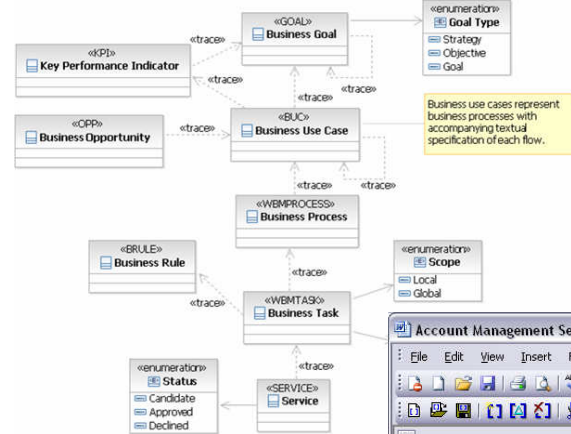 «GOAL»
Business Goal
«enumeration»
Goal Type
Strategy
Objective
Goal
«trace»
«KPI»
Key Performance Indicator
«trace»
«trace»
«trace»
«OPP»
Business Opportunity
«trace»
«BUC»
Business Use Case
Business use cases represent
business processes with
accompanying textual
specification of each flow.
«trace»
«trace»
«WBMPROCESS»
Business Process
«BRULE»
Business Rule
«trace»
«enumeration»
Scope
Local
Global
«trace»
«WBMTASK»
Business Task
«trace»
«enumeration»
Status
Candidate
Approved
Declined
«SERVICE»
Service
Account Management Se
File Edit View Insert